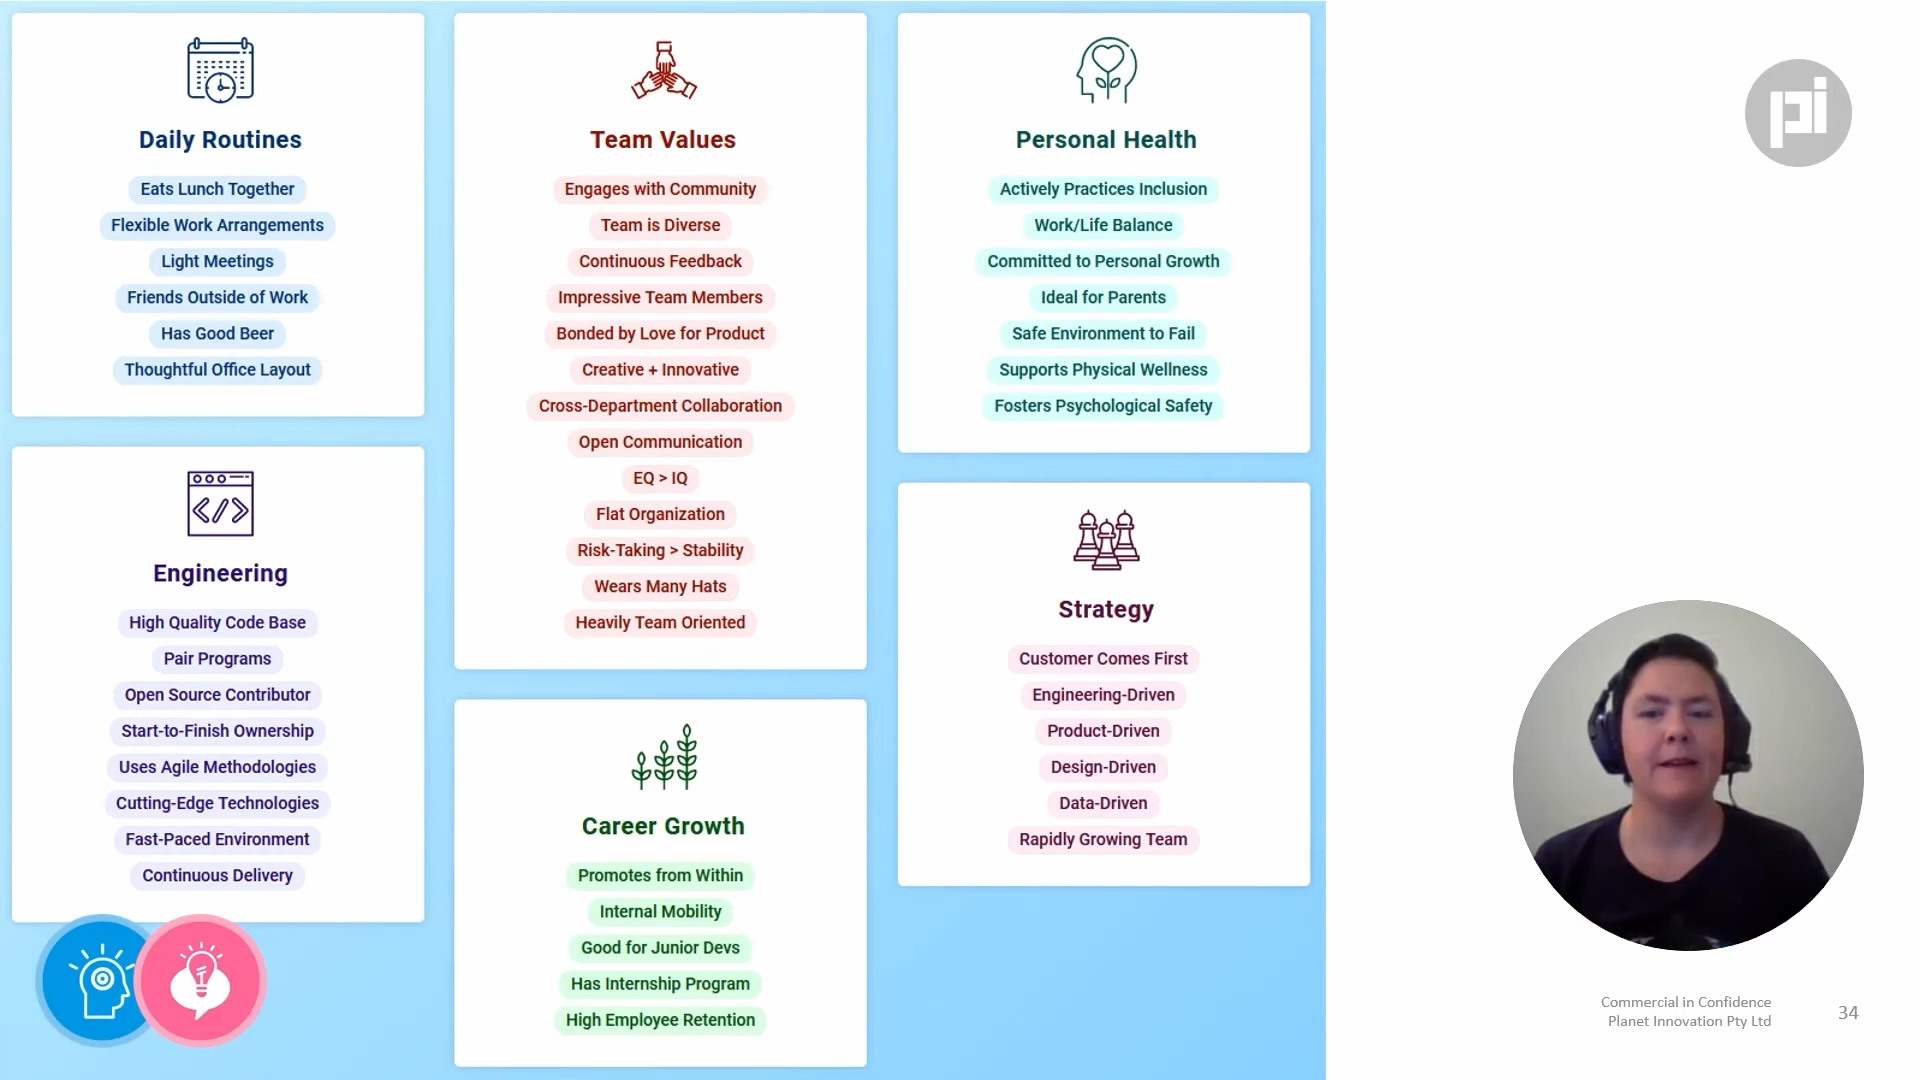 Daily Routines
Eats Lunch Together
Flexible Work Arrangements
Light Meetings
Friends Outside of Work
Has Good Beer
Thoughtful Office Layout
Engineering
High Quality Code Base
Pair Programs
Open Source Contributor
Start-to-Finish Ownership
Uses Agile Methodologies
Cutting-Edge Technologies
Fast-Paced Environment
Continuous Delivery
Team Values
Engages with Community
Team is Diverse
Continuous Feedback
Impressive Team Members
Bonded by Love for Product
Creative + Innovative
Cross-Department Collaboration
Open Communication
EQ > IQ
Flat Organization
Risk-Taking > Stability
Wears Many Hats
Heavily Team Oriented
Career Growth
Promotes from Within
Internal Mobility
Good for Junior Devs
Has Internship Program
High Employee Retention
Personal Health
Actively Practices Inclusion
Work/Life Balance
Committed to Personal Growth
Ideal for Parents
Safe Environment to Fail
Supports Physical Wellness
Fosters Psychological Safety
Strategy
Customer Comes First
Engineering-Driven
Product-Driven
Design-Driven
Data-Driven
Rapidly Growing Team
pi
Commercial in Confidence
Planet Innovation Pty Ltd
34